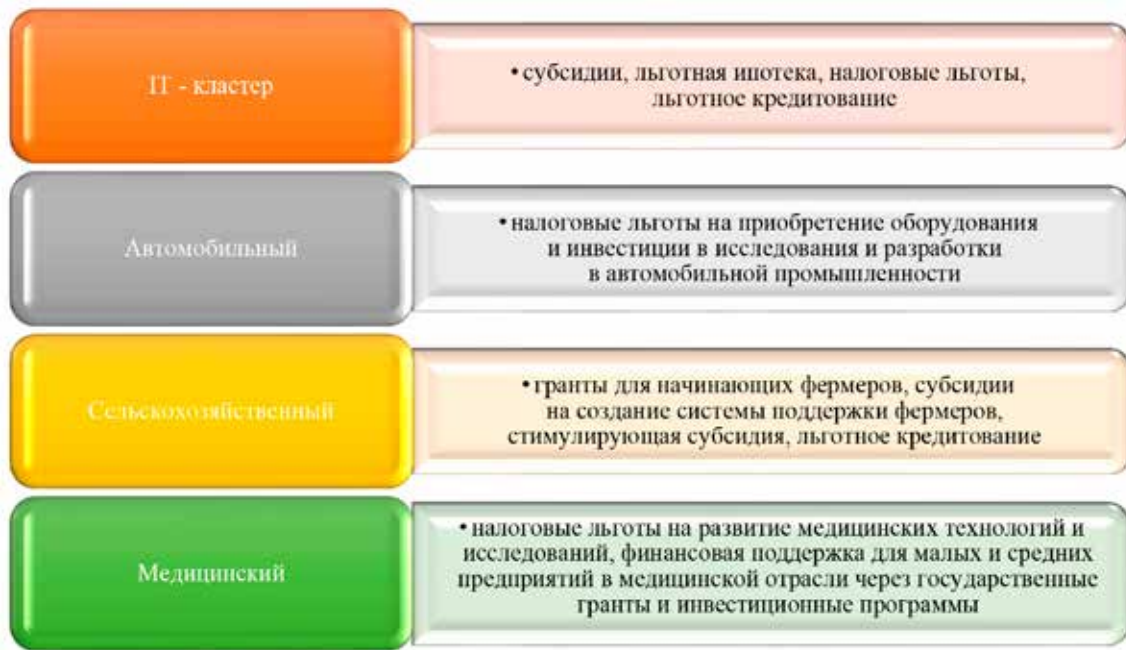 IT - кластер
• субсидии, льготная ипотека, налоговые льготы,
льготное кредитование
Автомобильный
• налоговые льготы на приобретение оборудования
и инвестиции в исследования и разработки
в автомобильной промышленности
Сельскохозяйственный
• гранты для начинающих фермеров, субсидии
на создание системы поддержки фермеров,
стимулирующая субсидия, льготное кредитование
Медицинский
• налоговые льготы на развитие медицинских технологий и
исследований, финансовая поддержка для малых и средних
предприятий в медицинской отрасли через государственные
гранты и инвестиционные программы